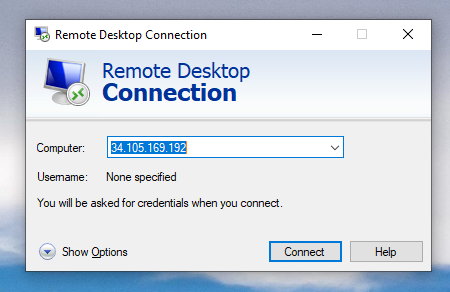 Remote Desktop Connection
Remote Desktop
Connection
Computer:
34.105.169.192
Username:
None specified
You will be asked for credentials when you connect.
Show Options
Connect
Help